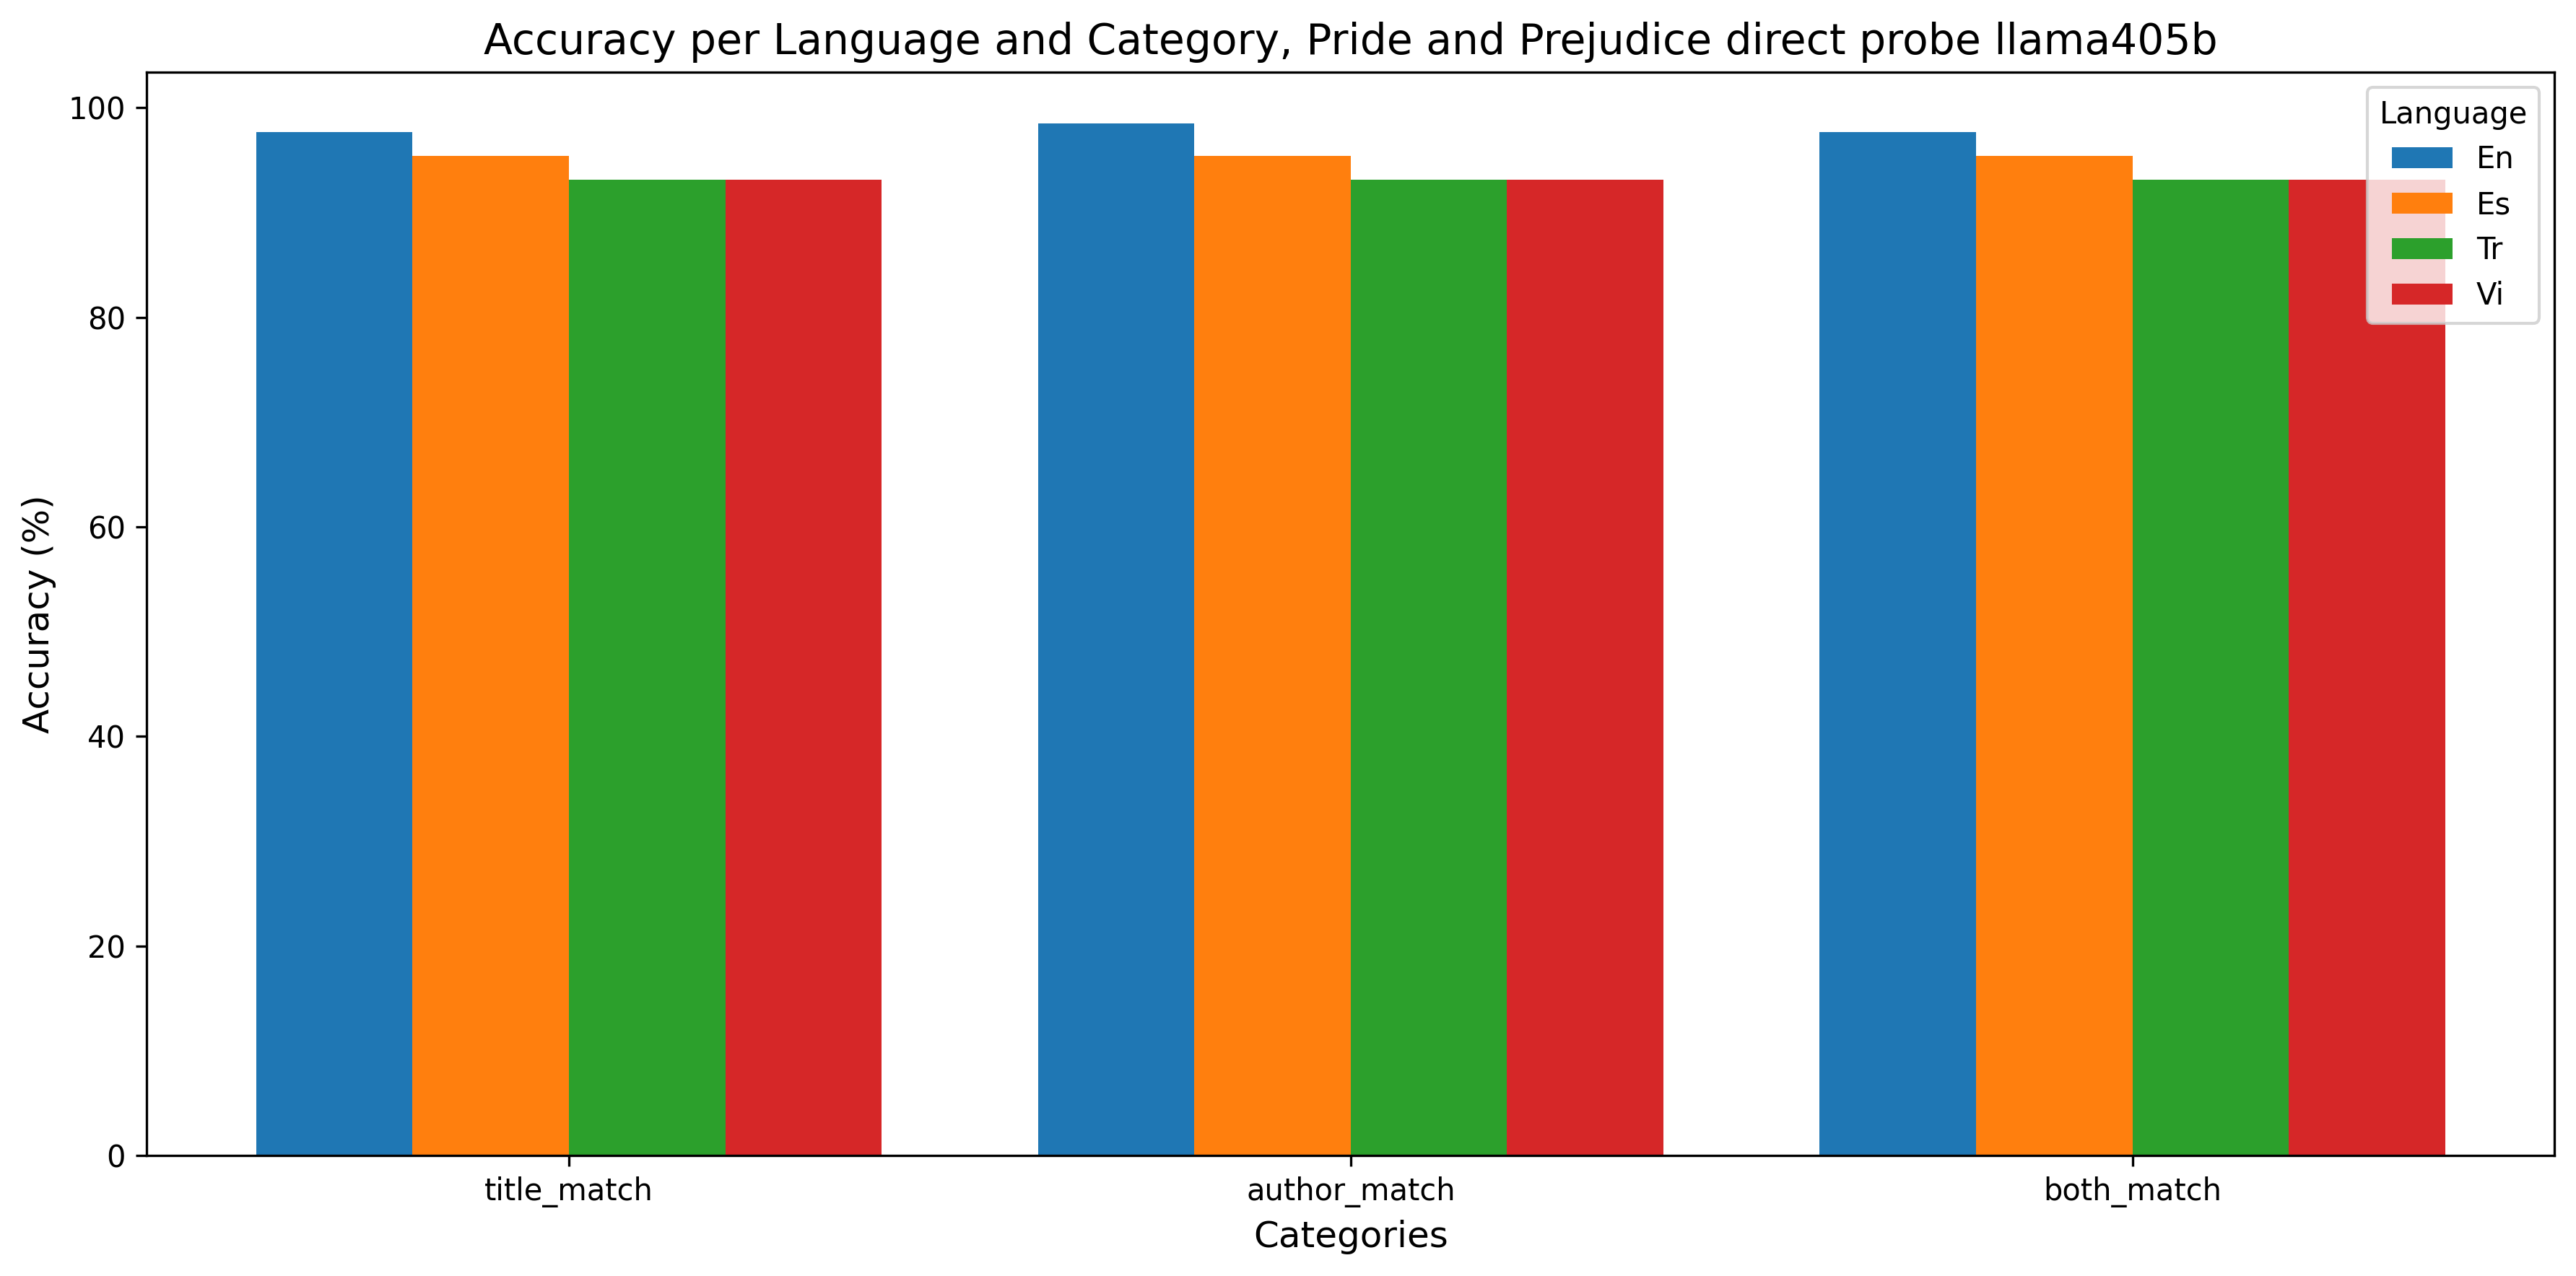 Accuracy per Language and Category, Pride and Prejudice direct probe llama405b
Accuracy (%)
100
80
60
40
20
0
Language
En
Es
Tr
Vi
title_match
author_match
both_match
Categories